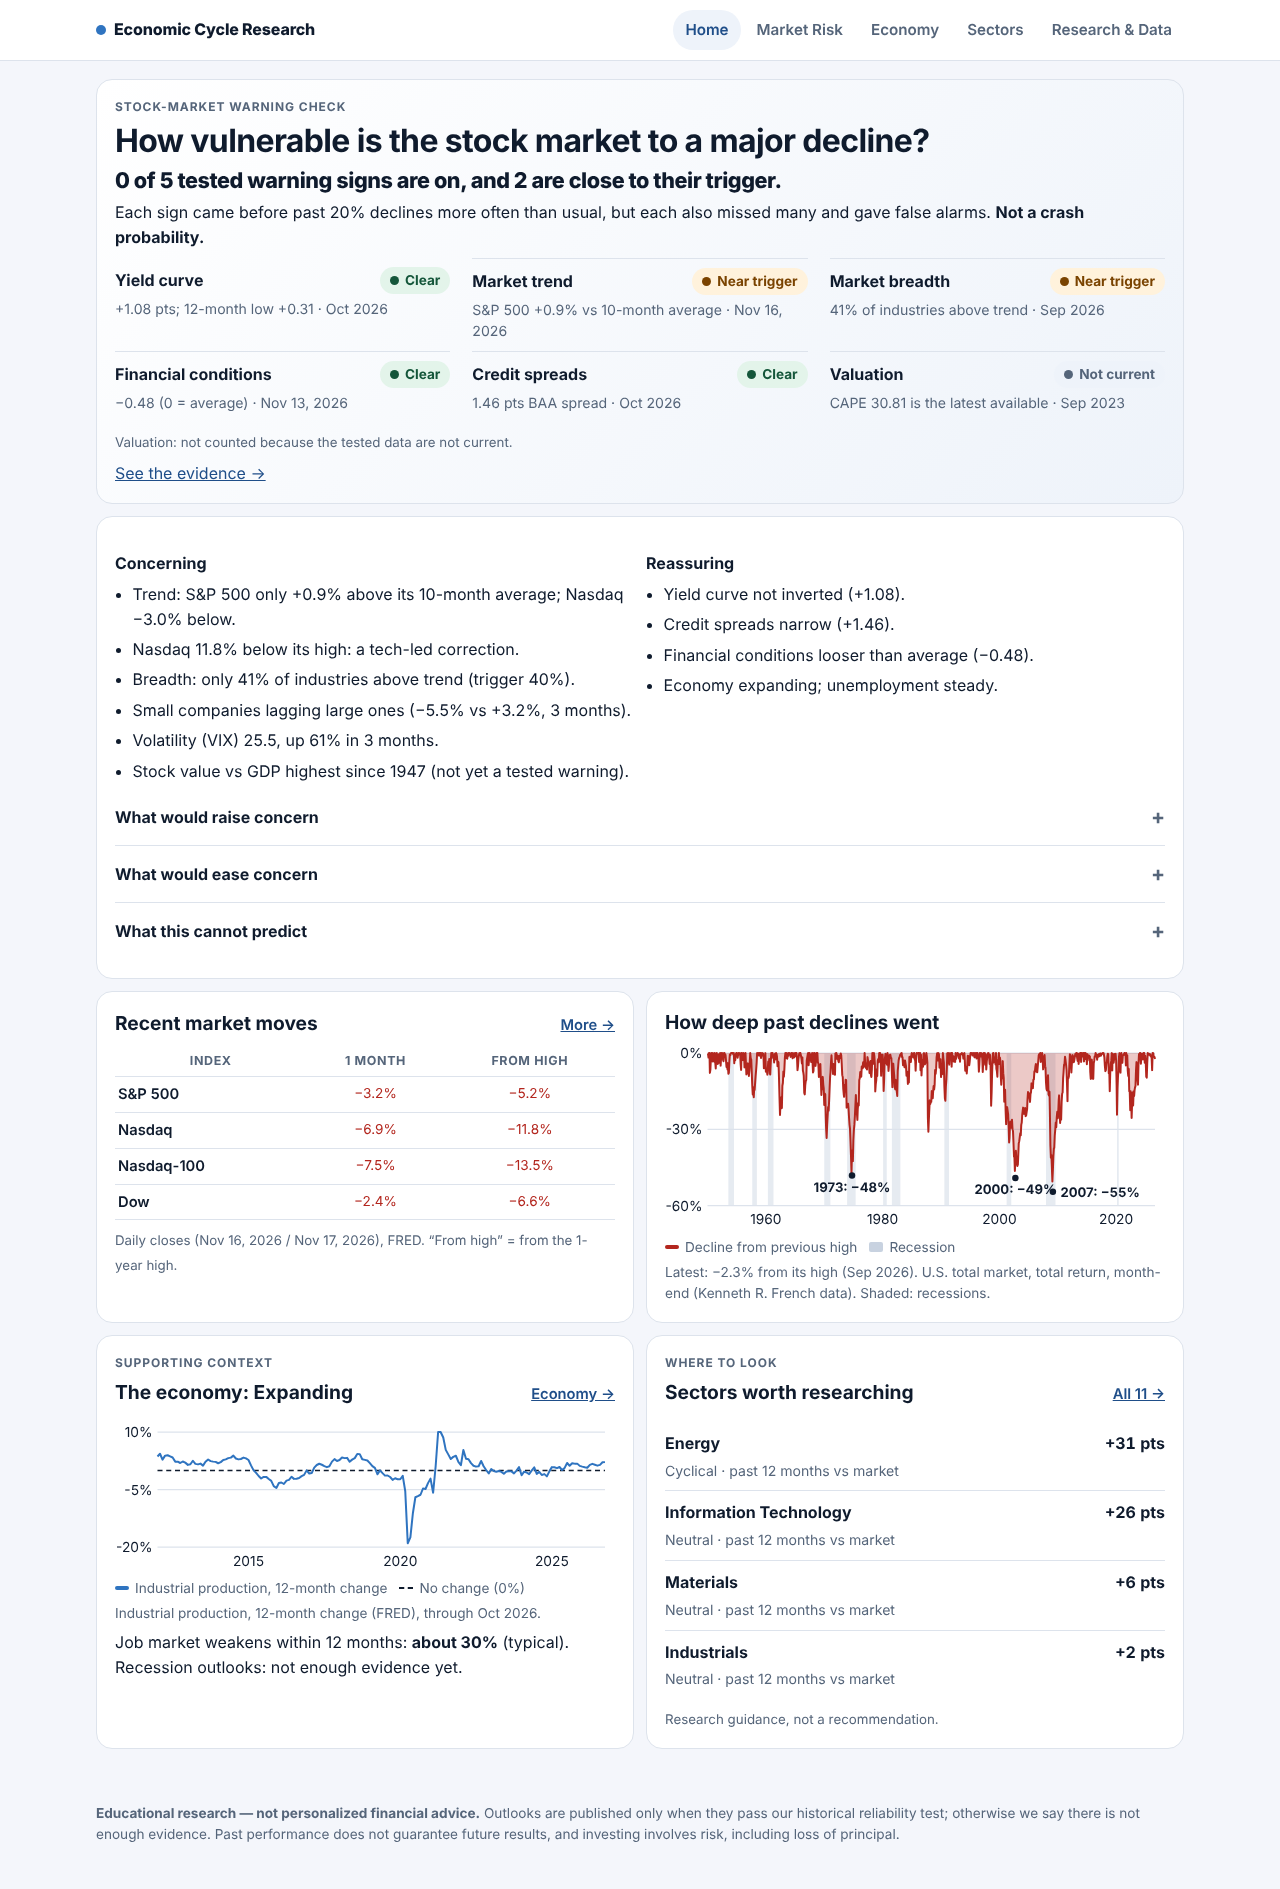 Economic Cycle Research
Home Market Risk Economy Sectors Research & Data
STOCK-MARKET WARNING CHECK
How vulnerable is the stock market to a major decline?
0 of 5 tested warning signs are on, and 2 are close to their trigger.
Each sign came before past 20% declines more often than usual, but each also missed many and gave false alarms. Not a crash
probability.
Yield curve Clear
+1.08 pts; 12-month low +0.31 · Oct 2026
Market trend Near trigger
S&P 500 +0.9% vs 10-month average · Nov 16,
2026
Market breadth Near trigger
41% of industries above trend · Sep 2026
Financial conditions Clear
−0.48 (0 = average) · Nov 13, 2026
Credit spreads Clear
1.46 pts BAA spread · Oct 2026
Valuation Not current
CAPE 30.81 is the latest available · Sep 2023
Valuation: not counted because the tested data are not current.
See the evidence →
Concerning
• Trend: S&P 500 only +0.9% above its 10-month average; Nasdaq
−3.0% below.
• Nasdaq 11.8% below its high: a tech-led correction.
• Breadth: only 41% of industries above trend (trigger 40%).
• Small companies lagging large ones (−5.5% vs +3.2%, 3 months).
• Volatility (VIX) 25.5, up 61% in 3 months.
• Stock value vs GDP highest since 1947 (not yet a tested warning).
Reassuring
• Yield curve not inverted (+1.08).
• Credit spreads narrow (+1.46).
• Financial conditions looser than average (−0.48).
• Economy expanding; unemployment steady.
What would raise concern +
What would ease concern +
What this cannot predict +
Recent market moves More →
INDEX 1 MONTH FROM HIGH
S&P 500 −3.2% −5.2%
Nasdaq −6.9% −11.8%
Nasdaq-100 −7.5% −13.5%
Dow −2.4% −6.6%
Daily closes (Nov 16, 2026 / Nov 17, 2026), FRED. “From high” = from the 1-
year high.
How deep past declines went
0%
-30%
-60%
1973: −48%
2000: −49%
2007: −55%
1960 1980 2000 2020
Decline from previous high Recession
Latest: −2.3% from its high (Sep 2026). U.S. total market, total return, month-
end (Kenneth R. French data). Shaded: recessions.
SUPPORTING CONTEXT
The economy: Expanding Economy →
10%
-5%
-20%
2015 2020 2025
Industrial production, 12-month change No change (0%)
Industrial production, 12-month change (FRED), through Oct 2026.
Job market weakens within 12 months: about 30% (typical).
Recession outlooks: not enough evidence yet.
WHERE TO LOOK
Sectors worth researching All 11 →
Energy +31 pts
Cyclical · past 12 months vs market
Information Technology +26 pts
Neutral · past 12 months vs market
Materials +6 pts
Neutral · past 12 months vs market
Industrials +2 pts
Neutral · past 12 months vs market
Research guidance, not a recommendation.
Educational research — not personalized financial advice. Outlooks are published only when they pass our historical reliability test; otherwise we say there is not
enough evidence. Past performance does not guarantee future results, and investing involves risk, including loss of principal.